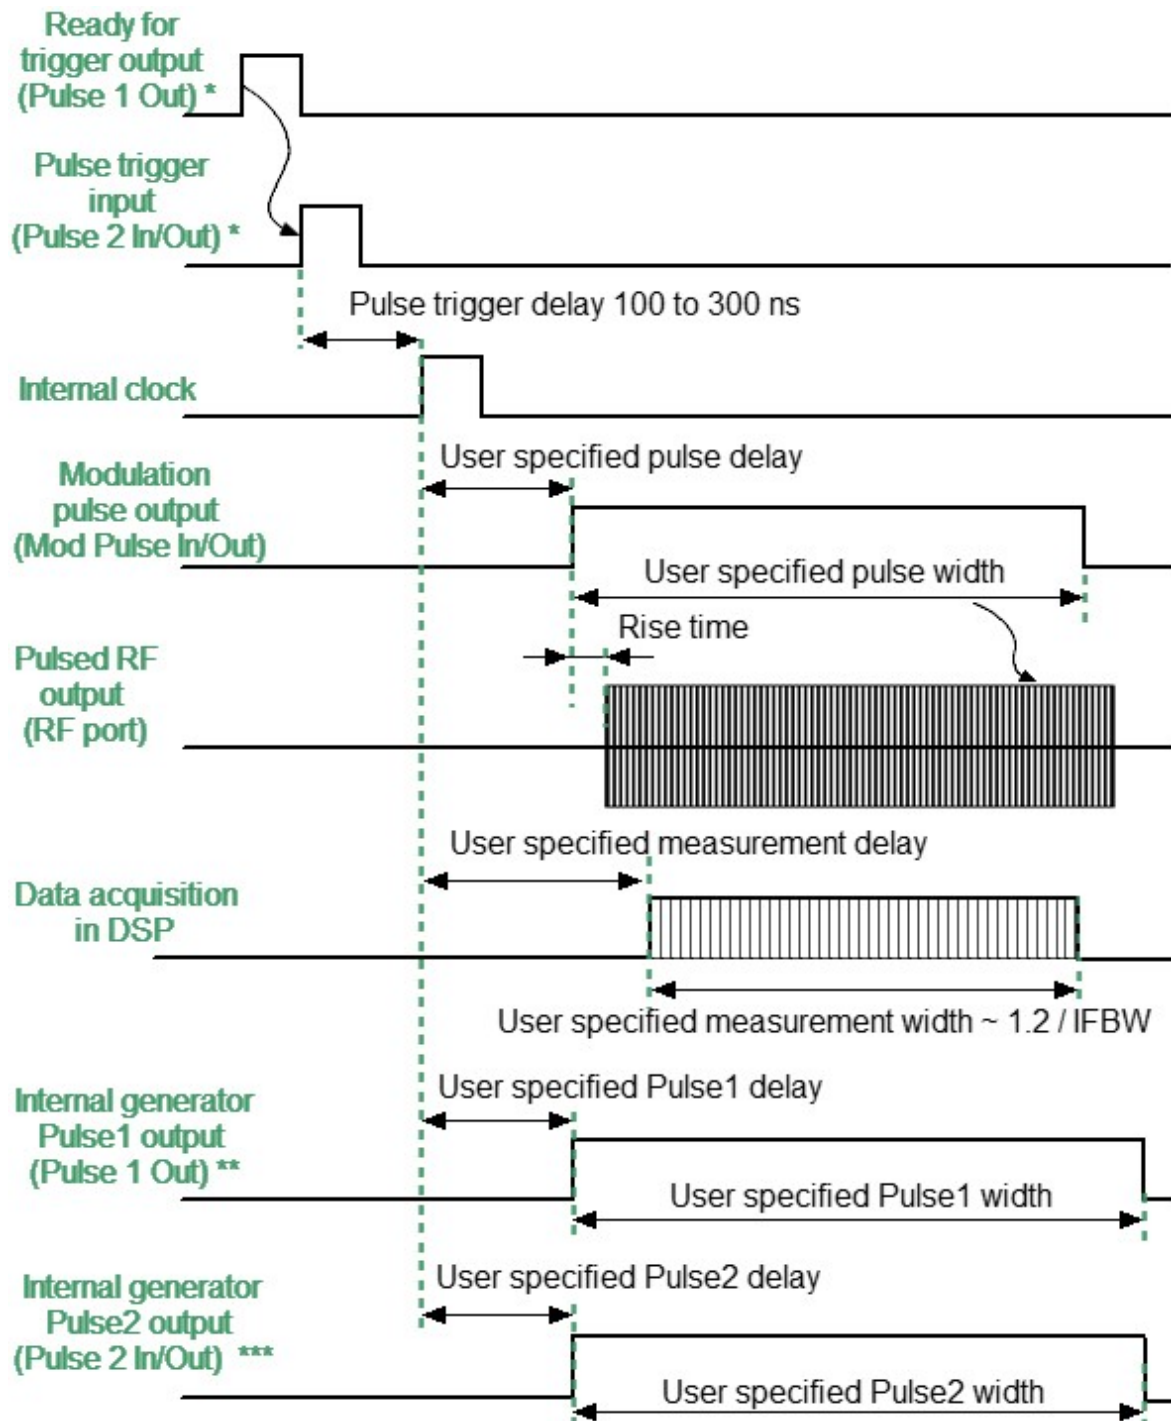 Ready for
trigger output
(Pulse 1 Out) *
Pulse trigger
input
(Pulse 2 In/Out) *
Pulse trigger delay 100 to 300 ns
Internal clock
User specified pulse delay
Modulation
pulse output
(Mod Pulse In/Out)
User specified pulse width
Rise time
Pulsed RF
output
(RF port)
User specified measurement delay
Data acquisition
in DSP
User specified measurement width ~ 1.2 / IFBW
User specified Pulse1 delay
Internal generator
Pulse1 output
(Pulse 1 Out) **
User specified Pulse1 width
User specified Pulse2 delay
Internal generator
Pulse2 output
(Pulse 2 In/Out) ***
User specified Pulse2 width